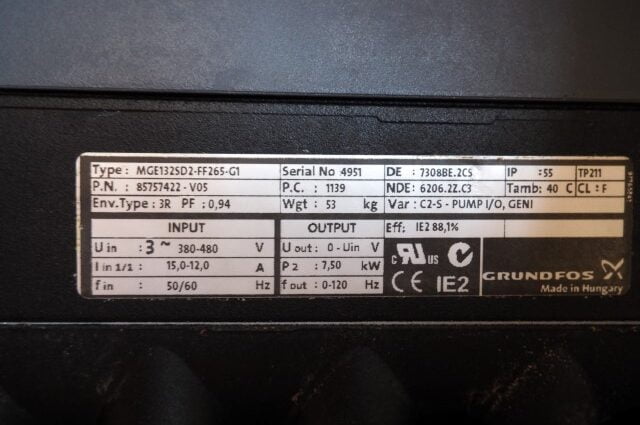 Type: MGE132SD2-FF265-G1 Serial No 4951 DE : 7308BE.2CS IP :55 TP211
P.N. : 85757422 - V05 P.C. : 1139 NDE: 6206.2Z.C3 Tamb: 40 C CL : F
Env.Type : 3R PF : 0,94 Wgt : 53 kg Var : C2-S - PUMP I/O, GENI
INPUT OUTPUT Eff: IE2 88,1%
U in : 3~ 380-480 V U out : 0 - Uin V
I in 1/1 : 15,0-12,0 A P 2 : 7,50 kW
f in : 50/60 Hz f out : 0-120 Hz
c RU US C
CE IE2
GRUNDFOS X
Made in Hungary